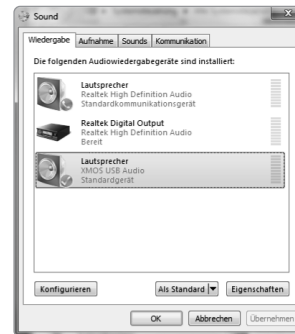 Sound
Wiedergabe Aufnahme Sounds Kommunikation
Die folgenden Audiowiedergabegeräte sind installiert:
Lautsprecher
Realtek High Definition Audio
Standardkommunikationsgerät
Realtek Digital Output
Realtek High Definition Audio
Bereit
Lautsprecher
XMOS USB Audio
Standardgerät
Konfigurieren Als Standard Eigenschaften
OK Abbrechen Übernehmen